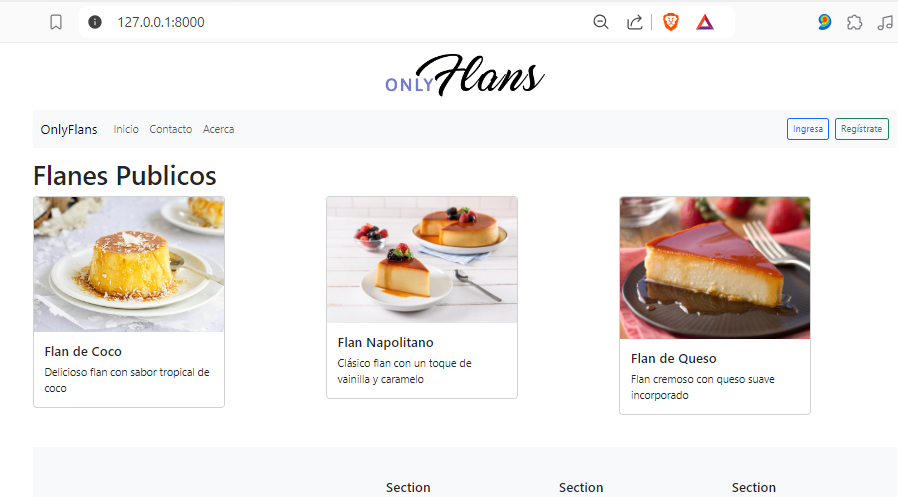 127.0.0.1:8000
ONLY Flans
OnlyFlans Inicio Contacto Acerca Ingresa Regístrate
Flanes Publicos
Flan de Coco
Delicioso flan con sabor tropical de
coco
Flan Napolitano
Clásico flan con un toque de
vainilla y caramelo
Flan de Queso
Flan cremoso con queso suave
incorporado
Section Section Section